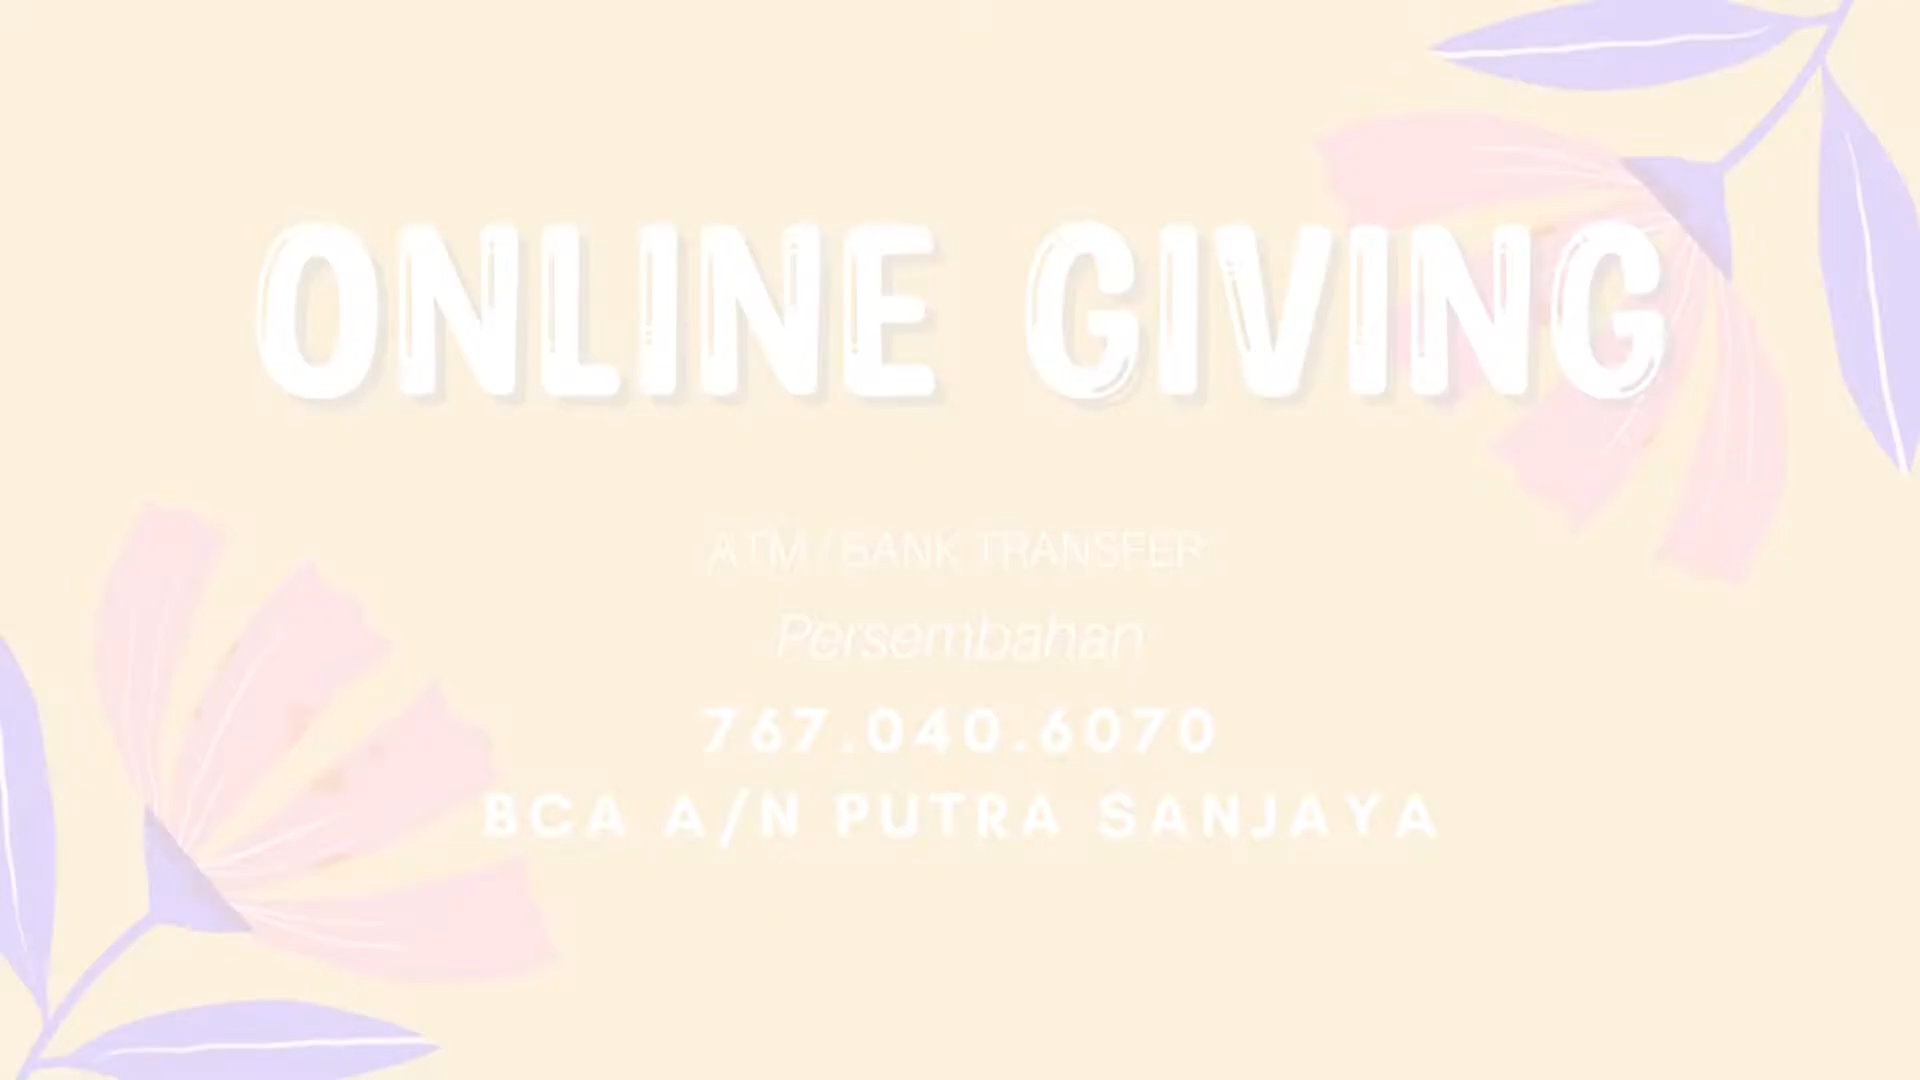 ONLINE GIVING
ATM / BANK TRANSFER
Persembahan
767.040.6070
BCA A/N PUTRA SANJAYA